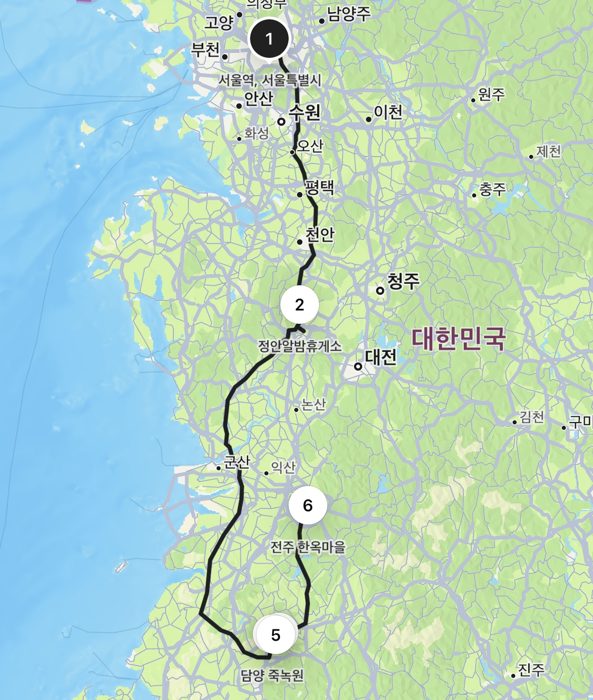 의정부
고양
남양주
1
부천
서울역, 서울특별시
안산
원주
수원
이천
화성
오산
제천
평택
충주
천안
청주
2
대한민국
정안알밤휴게소
대전
논산
김천
구미
군산
익산
6
전주 한옥마을
5
담양 죽녹원
진주